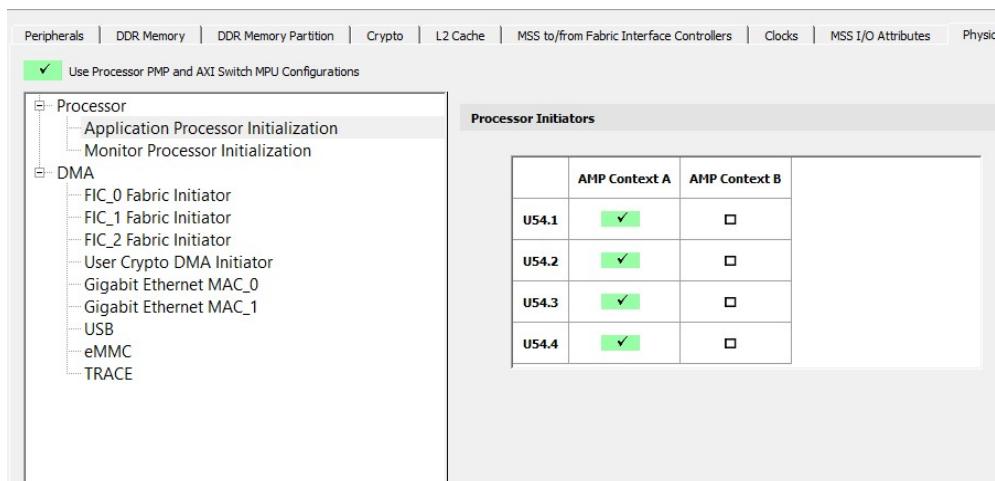 Peripherals DDR Memory DDR Memory Partition Crypto L2 Cache MSS to/from Fabric Interface Controllers Clocks MSS I/O Attributes Physic
Use Processor PMP and AXI Switch MPU Configurations
Processor
Application Processor Initialization
Monitor Processor Initialization
DMA
FIC_0 Fabric Initiator
FIC_1 Fabric Initiator
FIC_2 Fabric Initiator
User Crypto DMA Initiator
Gigabit Ethernet MAC_0
Gigabit Ethernet MAC_1
USB
eMMC
TRACE
Processor Initiators
AMP Context A AMP Context B
U54.1
U54.2
U54.3
U54.4